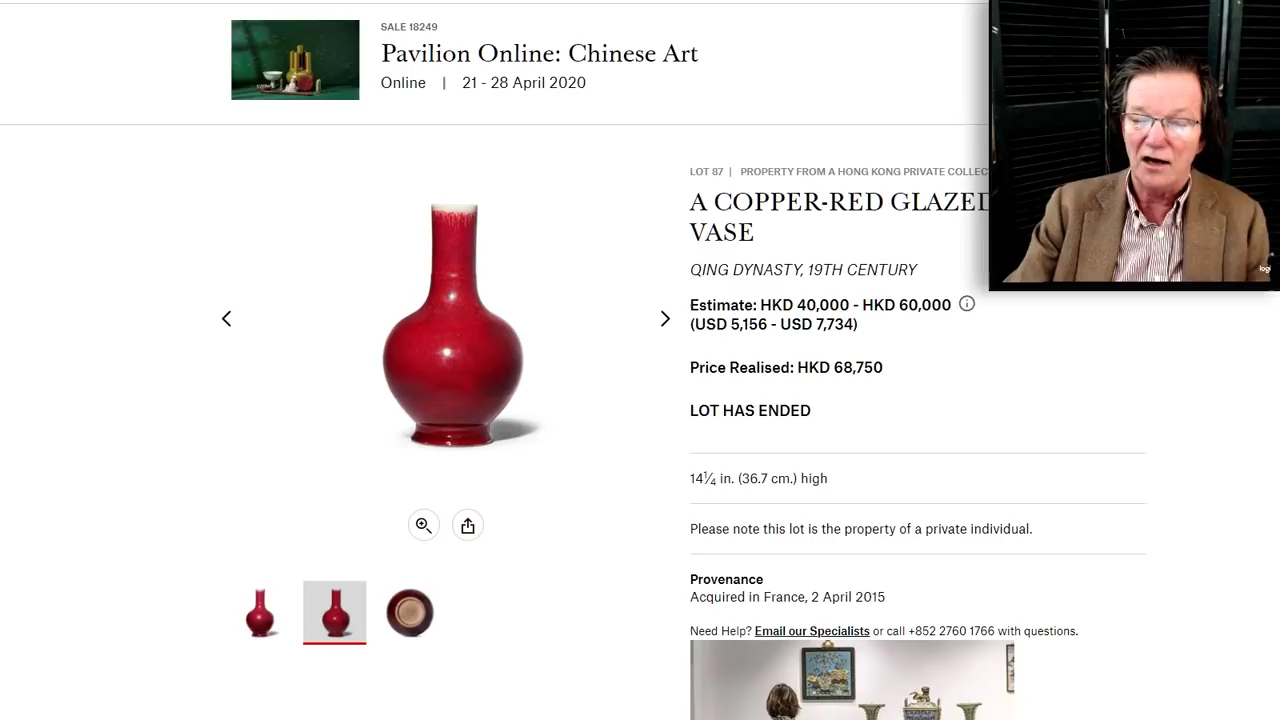 SALE 18249
Pavilion Online: Chinese Art
Online | 21 - 28 April 2020
LOT 87 | PROPERTY FROM A HONG KONG PRIVATE COLLEC
A COPPER-RED GLAZED
VASE
QING DYNASTY, 19TH CENTURY
Estimate: HKD 40,000 - HKD 60,000
(USD 5,156 - USD 7,734)
Price Realised: HKD 68,750
LOT HAS ENDED
14¼ in. (36.7 cm.) high
Please note this lot is the property of a private individual.
Provenance
Acquired in France, 2 April 2015
Need Help? Email our Specialists or call +852 2760 1766 with questions.
logi